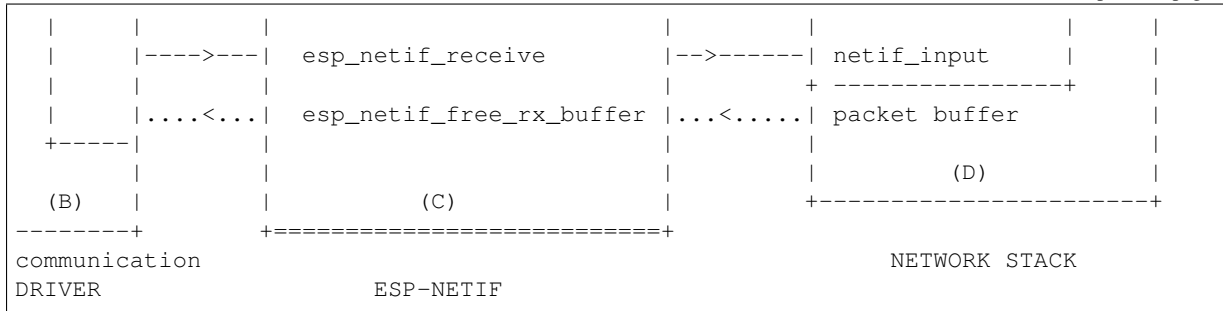 |     |        |                           |         |                 |     |
|     |---->---|  esp_netif_receive        |-->------| netif_input     |     |
|     |        |                           |         + ----------------+     |
|     |....<...|  esp_netif_free_rx_buffer |...<.....| packet buffer         |
+-----|        |                           |         |                       |
|        |                           |         |         (D)           |
(B)   |        |          (C)              |         +-----------------------+
--------+        +===========================+
communication                                                NETWORK STACK
DRIVER                   ESP-NETIF